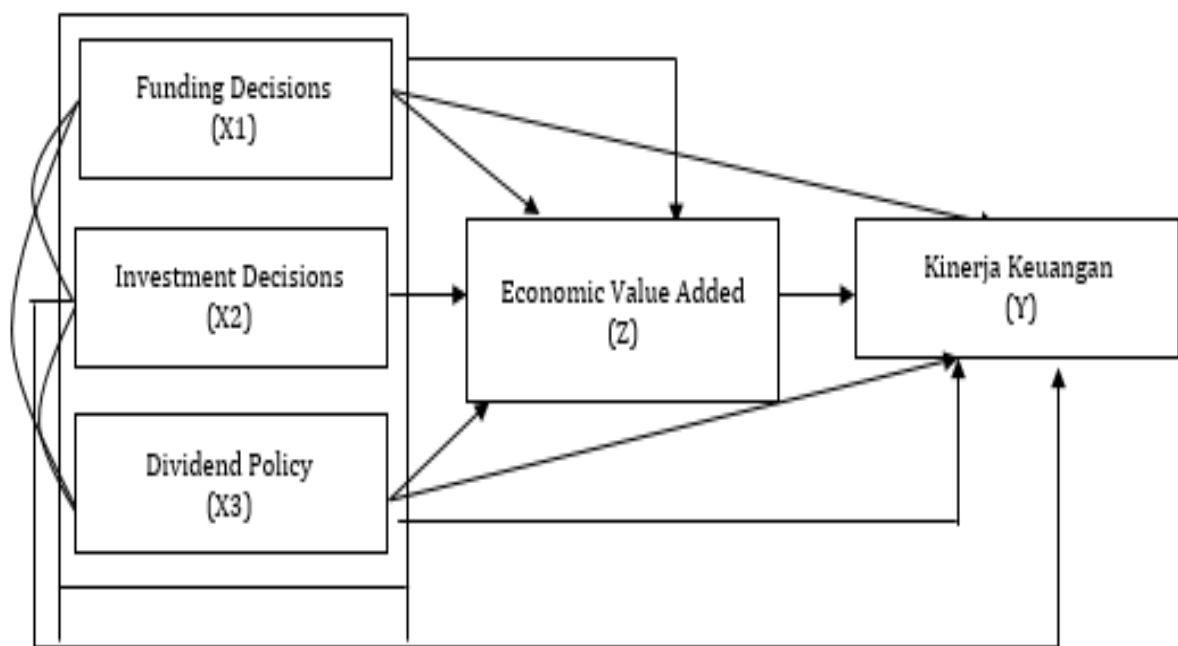 Funding Decisions
(X1)
Investment Decisions
(X2)
Dividend Policy
(X3)
Economic Value Added
(Z)
Kinerja Keuangan
(Y)